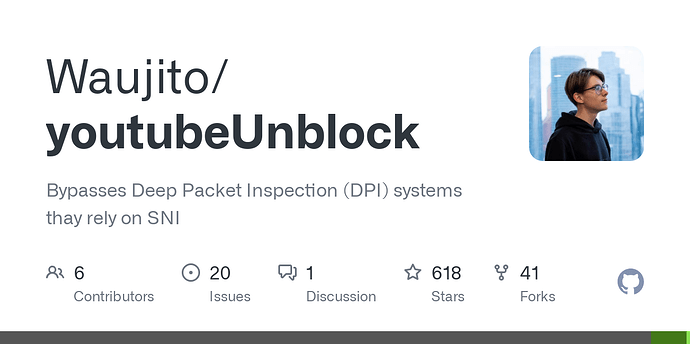 Waujito/
youtubeUnblock
Bypasses Deep Packet Inspection (DPI) systems
thay rely on SNI
6 20 1 618 41
Contributors Issues Discussion Stars Forks